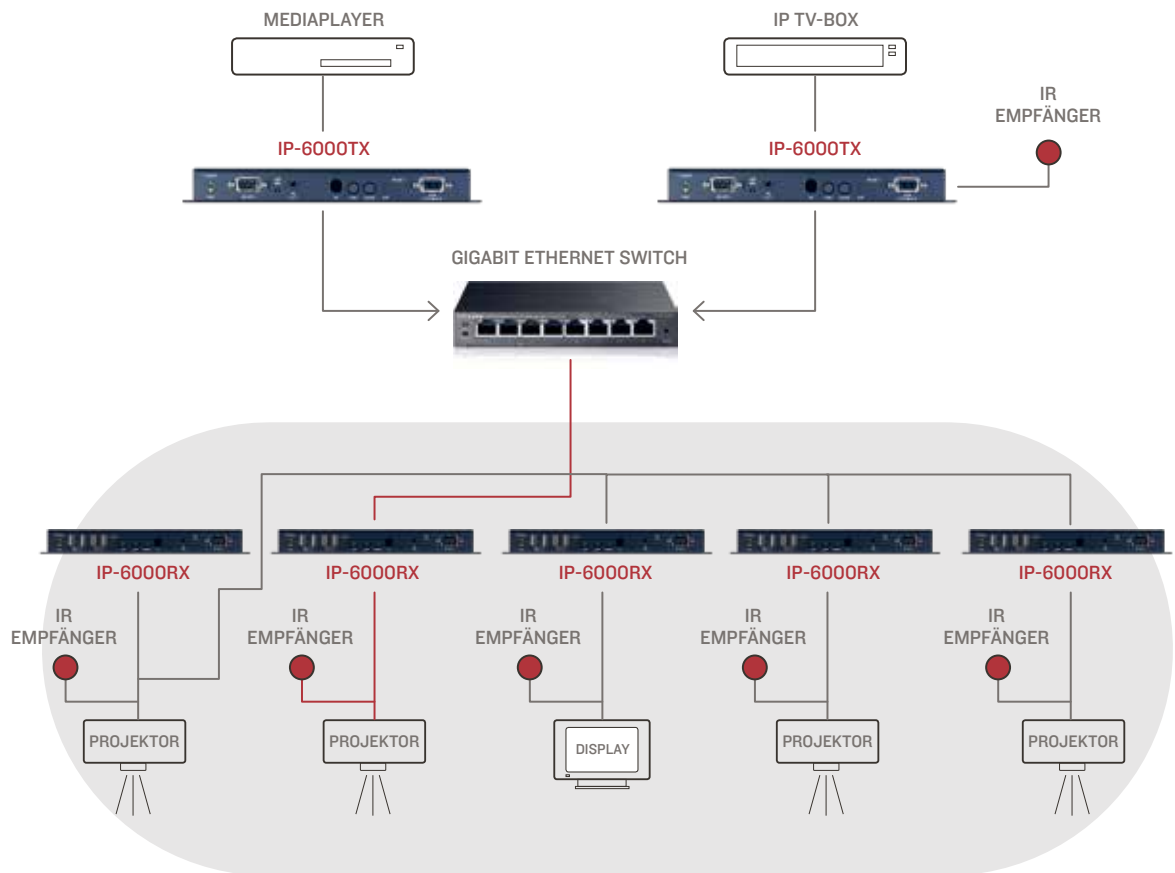 MEDIAPLAYER
IP TV-BOX
IR
EMPFÄNGER
IP-6000TX
IP-6000TX
GIGABIT ETHERNET SWITCH
IP-6000RX
IP-6000RX
IP-6000RX
IP-6000RX
IP-6000RX
IR
EMPFÄNGER
IR
EMPFÄNGER
IR
EMPFÄNGER
IR
EMPFÄNGER
IR
EMPFÄNGER
PROJEKTOR
PROJEKTOR
DISPLAY
PROJEKTOR
PROJEKTOR